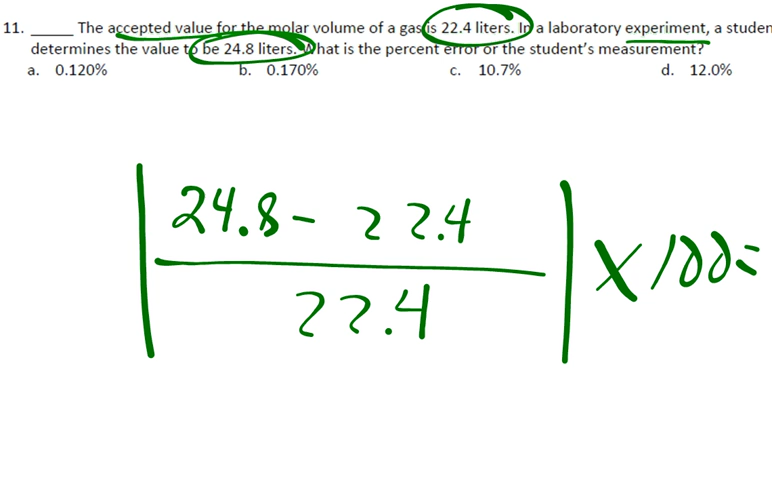 11. _____ The accepted value for the molar volume of a gas is 22.4 liters. In a laboratory experiment, a studen
determines the value to be 24.8 liters. What is the percent error or the student's measurement?
a. 0.120% b. 0.170% c. 10.7% d. 12.0%
24.8 - 22.4
22.4
x 100 =